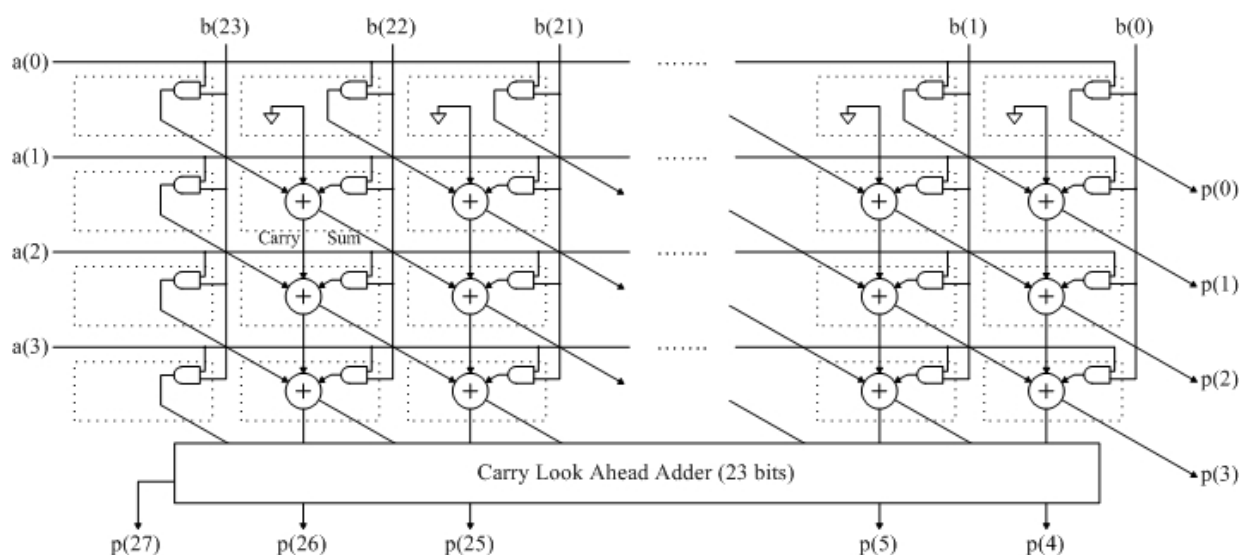 b(23) b(22) b(21) b(1) b(0)
a(0) ........
a(1) ........
p(0)
Carry Sum
a(2) ........
p(1)
a(3) ........
p(2)
Carry Look Ahead Adder (23 bits)
p(3)
p(27) p(26) p(25) p(5) p(4)